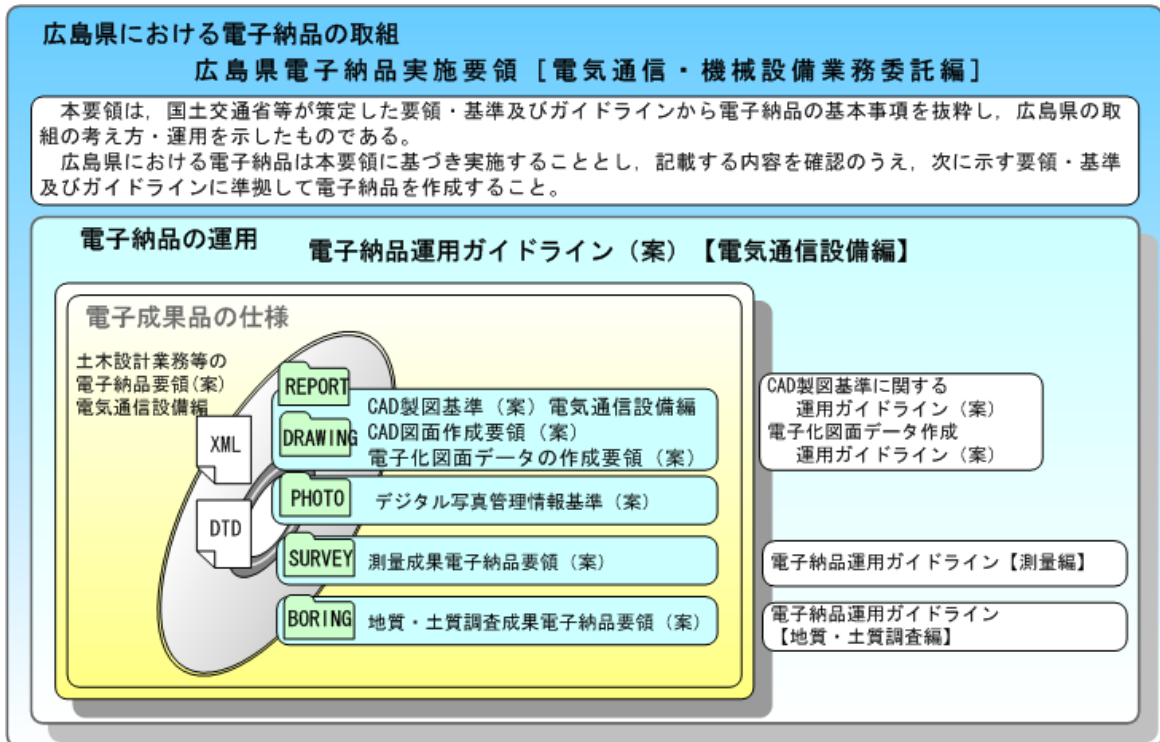 広島県における電子納品の取組
広島県電子納品実施要領［電気通信・機械設備業務委託編］
本要領は，国土交通省等が策定した要領・基準及びガイドラインから電子納品の基本事項を抜粋し，広島県の取
組の考え方・運用を示したものである。
広島県における電子納品は本要領に基づき実施することとし，記載する内容を確認のうえ，次に示す要領・基準
及びガイドラインに準拠して電子納品を作成すること。
電子納品の運用
電子納品運用ガイドライン（案）【電気通信設備編】
電子成果品の仕様
土木設計業務等の
電子納品要領(案)
電気通信設備編
XML
DTD
REPORT
DRAWING
CAD製図基準（案）電気通信設備編
CAD図面作成要領（案）
電子化図面データの作成要領（案）
CAD製図基準に関する
運用ガイドライン（案）
電子化図面データ作成
運用ガイドライン（案）
PHOTO
デジタル写真管理情報基準（案）
SURVEY
測量成果電子納品要領（案）
電子納品運用ガイドライン【測量編】
BORING
地質・土質調査成果電子納品要領（案）
電子納品運用ガイドライン
【地質・土質調査編】